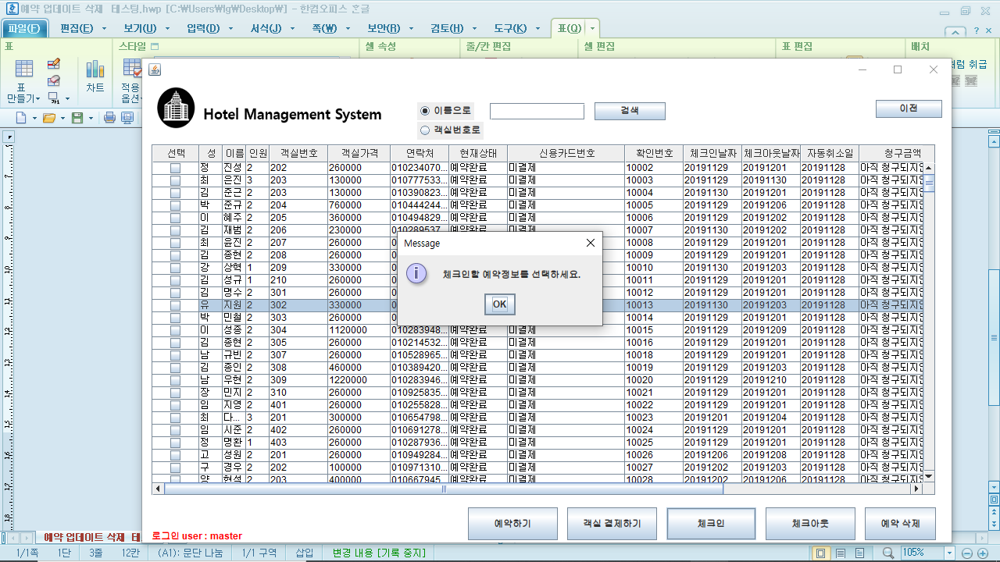 예약 업데이트 삭제 테스팅.hwp [C:₩Users₩lg₩Desktop₩] - 한컴오피스 한글
파일(F) 편집(E) 보기(U) 입력(D) 서식(J) 쪽(W) 보안(R) 검토(H) 도구(K) 표(Q)
표 스타일 셀 속성 줄/칸 편집 셀 편집 표 편집 배치
표 만들기 차트 적용 옵션 취급
Hotel Management System
이름으로
객실번호로
검색
이전
선택 성 이름 인원 객실번호 객실가격 연락처 현재상태 신용카드번호 확인번호 체크인날짜 체크아웃날짜 자동취소일 청구금액
정 진성 2 202 260000 010234070... 예약완료 미결제 10002 20191129 20191201 20191128 아직 청구되지
최 은진 3 203 130000 010777533... 예약완료 미결제 10003 20191129 20191130 20191128 아직 청구되지
김 준근 2 203 130000 010390823... 예약완료 미결제 10004 20191130 20191201 20191128 아직 청구되지
박 준규 2 204 760000 010444244... 예약완료 미결제 10005 20191129 20191206 20191128 아직 청구되지
이 혜주 2 205 360000 010494829... 예약완료 미결제 10006 20191129 20191202 20191128 아직 청구되지
김 재범 2 206 230000 010289537... 예약완료 미결제 10007 20191130 20191202 20191128 아직 청구되지
최 윤진 2 207 260000 10008 20191129 20191201 20191128 아직 청구되지
김 종현 2 208 260000 10009 20191129 20191201 20191128 아직 청구되지
강 상현 1 209 330000 10010 20191130 20191203 20191128 아직 청구되지
김 성규 1 210 260000 10011 20191129 20191201 20191128 아직 청구되지
김 명수 2 301 260000 10012 20191129 20191201 20191128 아직 청구되지
유 지원 2 302 330000 10013 20191130 20191203 20191128 아직 청구되지
박 민철 2 303 260000 10014 20191129 20191201 20191128 아직 청구되지
이 성종 2 304 1120000 010283948... 예약완료 미결제 10015 20191129 20191209 20191128 아직 청구되지
김 종현 2 305 260000 010214532... 예약완료 미결제 10016 20191129 20191201 20191128 아직 청구되지
남 규빈 2 307 260000 010528965... 예약완료 미결제 10018 20191129 20191201 20191128 아직 청구되지
김 종인 2 308 460000 010389420... 예약완료 미결제 10019 20191129 20191203 20191128 아직 청구되지
남 우현 2 309 1220000 010283946... 예약완료 미결제 10020 20191129 20191210 20191128 아직 청구되지
장 민지 2 310 260000 010925835... 예약완료 미결제 10021 20191129 20191201 20191128 아직 청구되지
임 지영 2 401 260000 010255828... 예약완료 미결제 10022 20191129 20191201 20191128 아직 청구되지
최 다... 3 201 300000 010654798... 예약완료 미결제 10023 20191201 20191204 20191128 아직 청구되지
임 시준 2 402 260000 010691278... 예약완료 미결제 10024 20191129 20191201 20191128 아직 청구되지
정 명환 1 403 260000 010287936... 예약완료 미결제 10025 20191129 20191201 20191128 아직 청구되지
고 성원 2 201 260000 010949284... 예약완료 미결제 10026 20191206 20191208 20191128 아직 청구되지
구 경우 2 202 100000 010971310... 예약완료 미결제 10027 20191202 20191203 20191128 아직 청구되지
양 현석 2 203 400000 010667945... 예약완료 미결제 10028 20191202 20191206 20191128 아직 청구되지
Message
체크인할 예약정보를 선택하세요.
OK
예약하기 객실 결제하기 체크인 체크아웃 예약 삭제
로그인 user : master
예약 업데이트 삭제 테
1/1쪽 1단 3줄 12칸 (A1): 문단 나눔 1/1 구역 삽입 변경 내용 [기록 중지] 105%